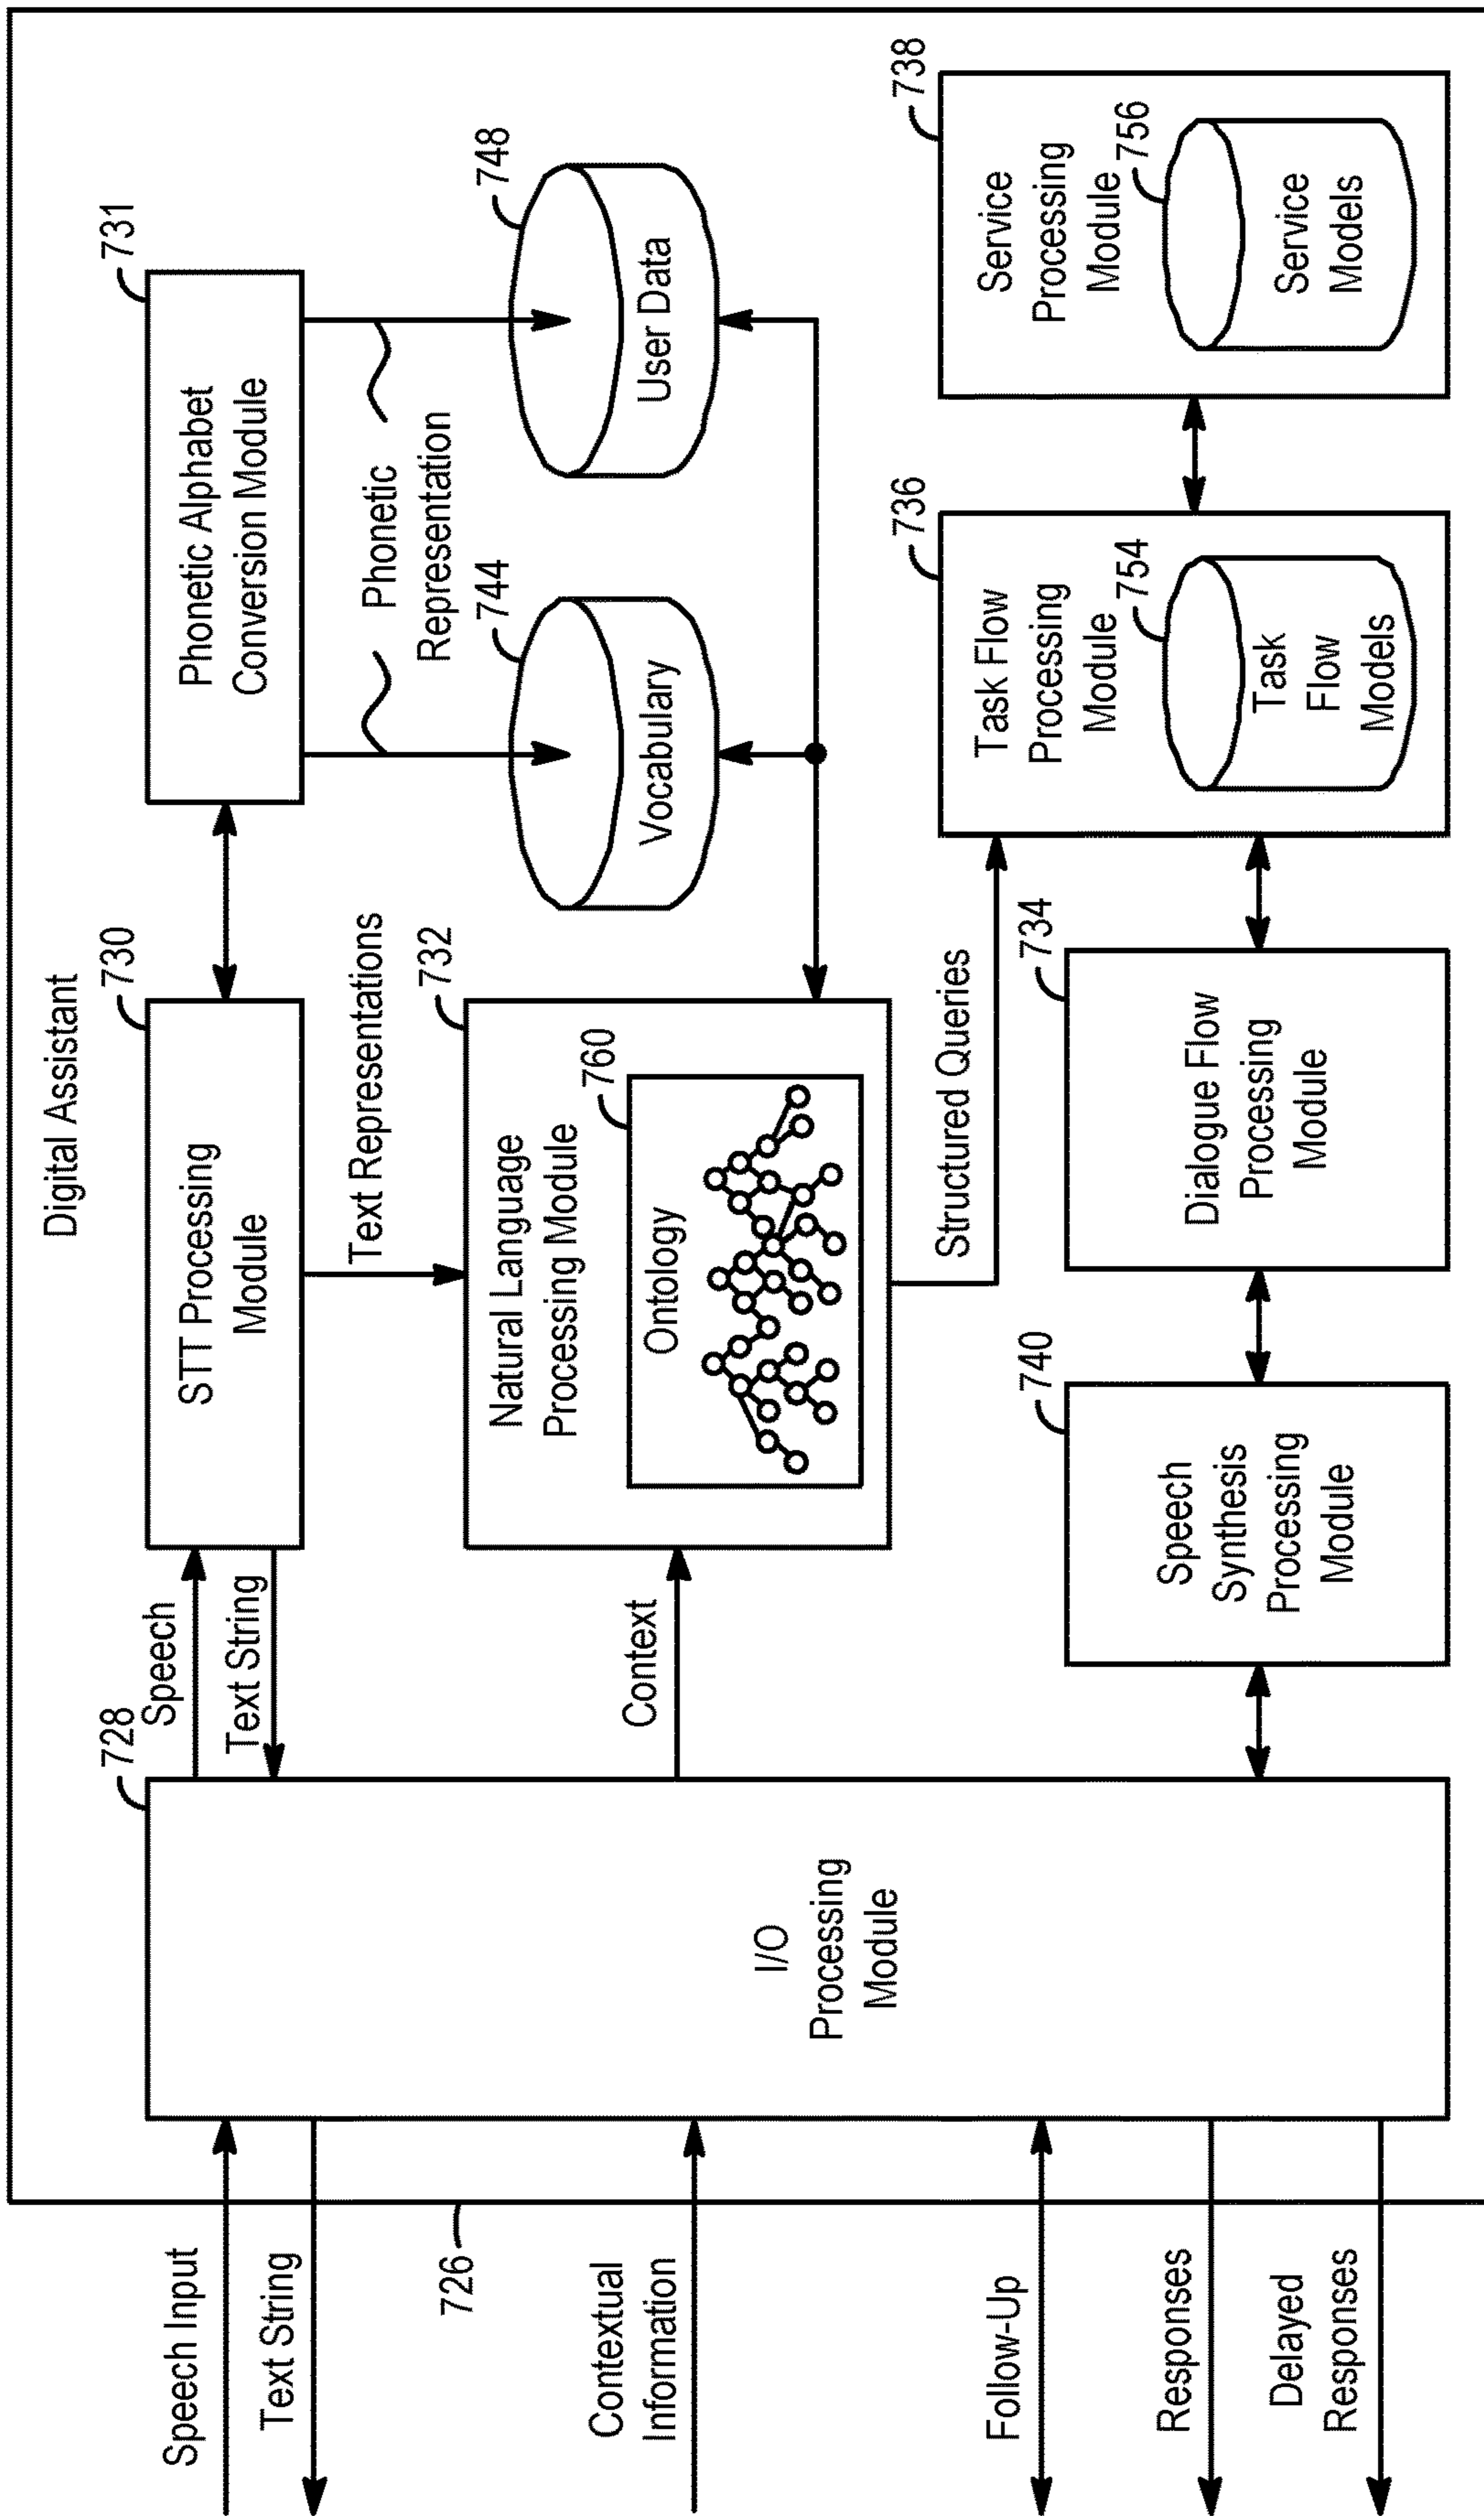 Digital Assistant
726
Speech Input
Text String
Contextual
Information
Follow-Up
Responses
Delayed
Responses
728
I/O
Processing
Module
Speech
Text String
Context
730
STT Processing
Module
731
Phonetic Alphabet
Conversion Module
Text Representations
Phonetic
Representation
732
Natural Language
Processing Module
760
Ontology
744
Vocabulary
748
User Data
Structured Queries
740
Speech
Synthesis
Processing
Module
734
Dialogue Flow
Processing
Module
736
Task Flow
Processing
Module
754
Task
Flow
Models
738
Service
Processing
Module
756
Service
Models